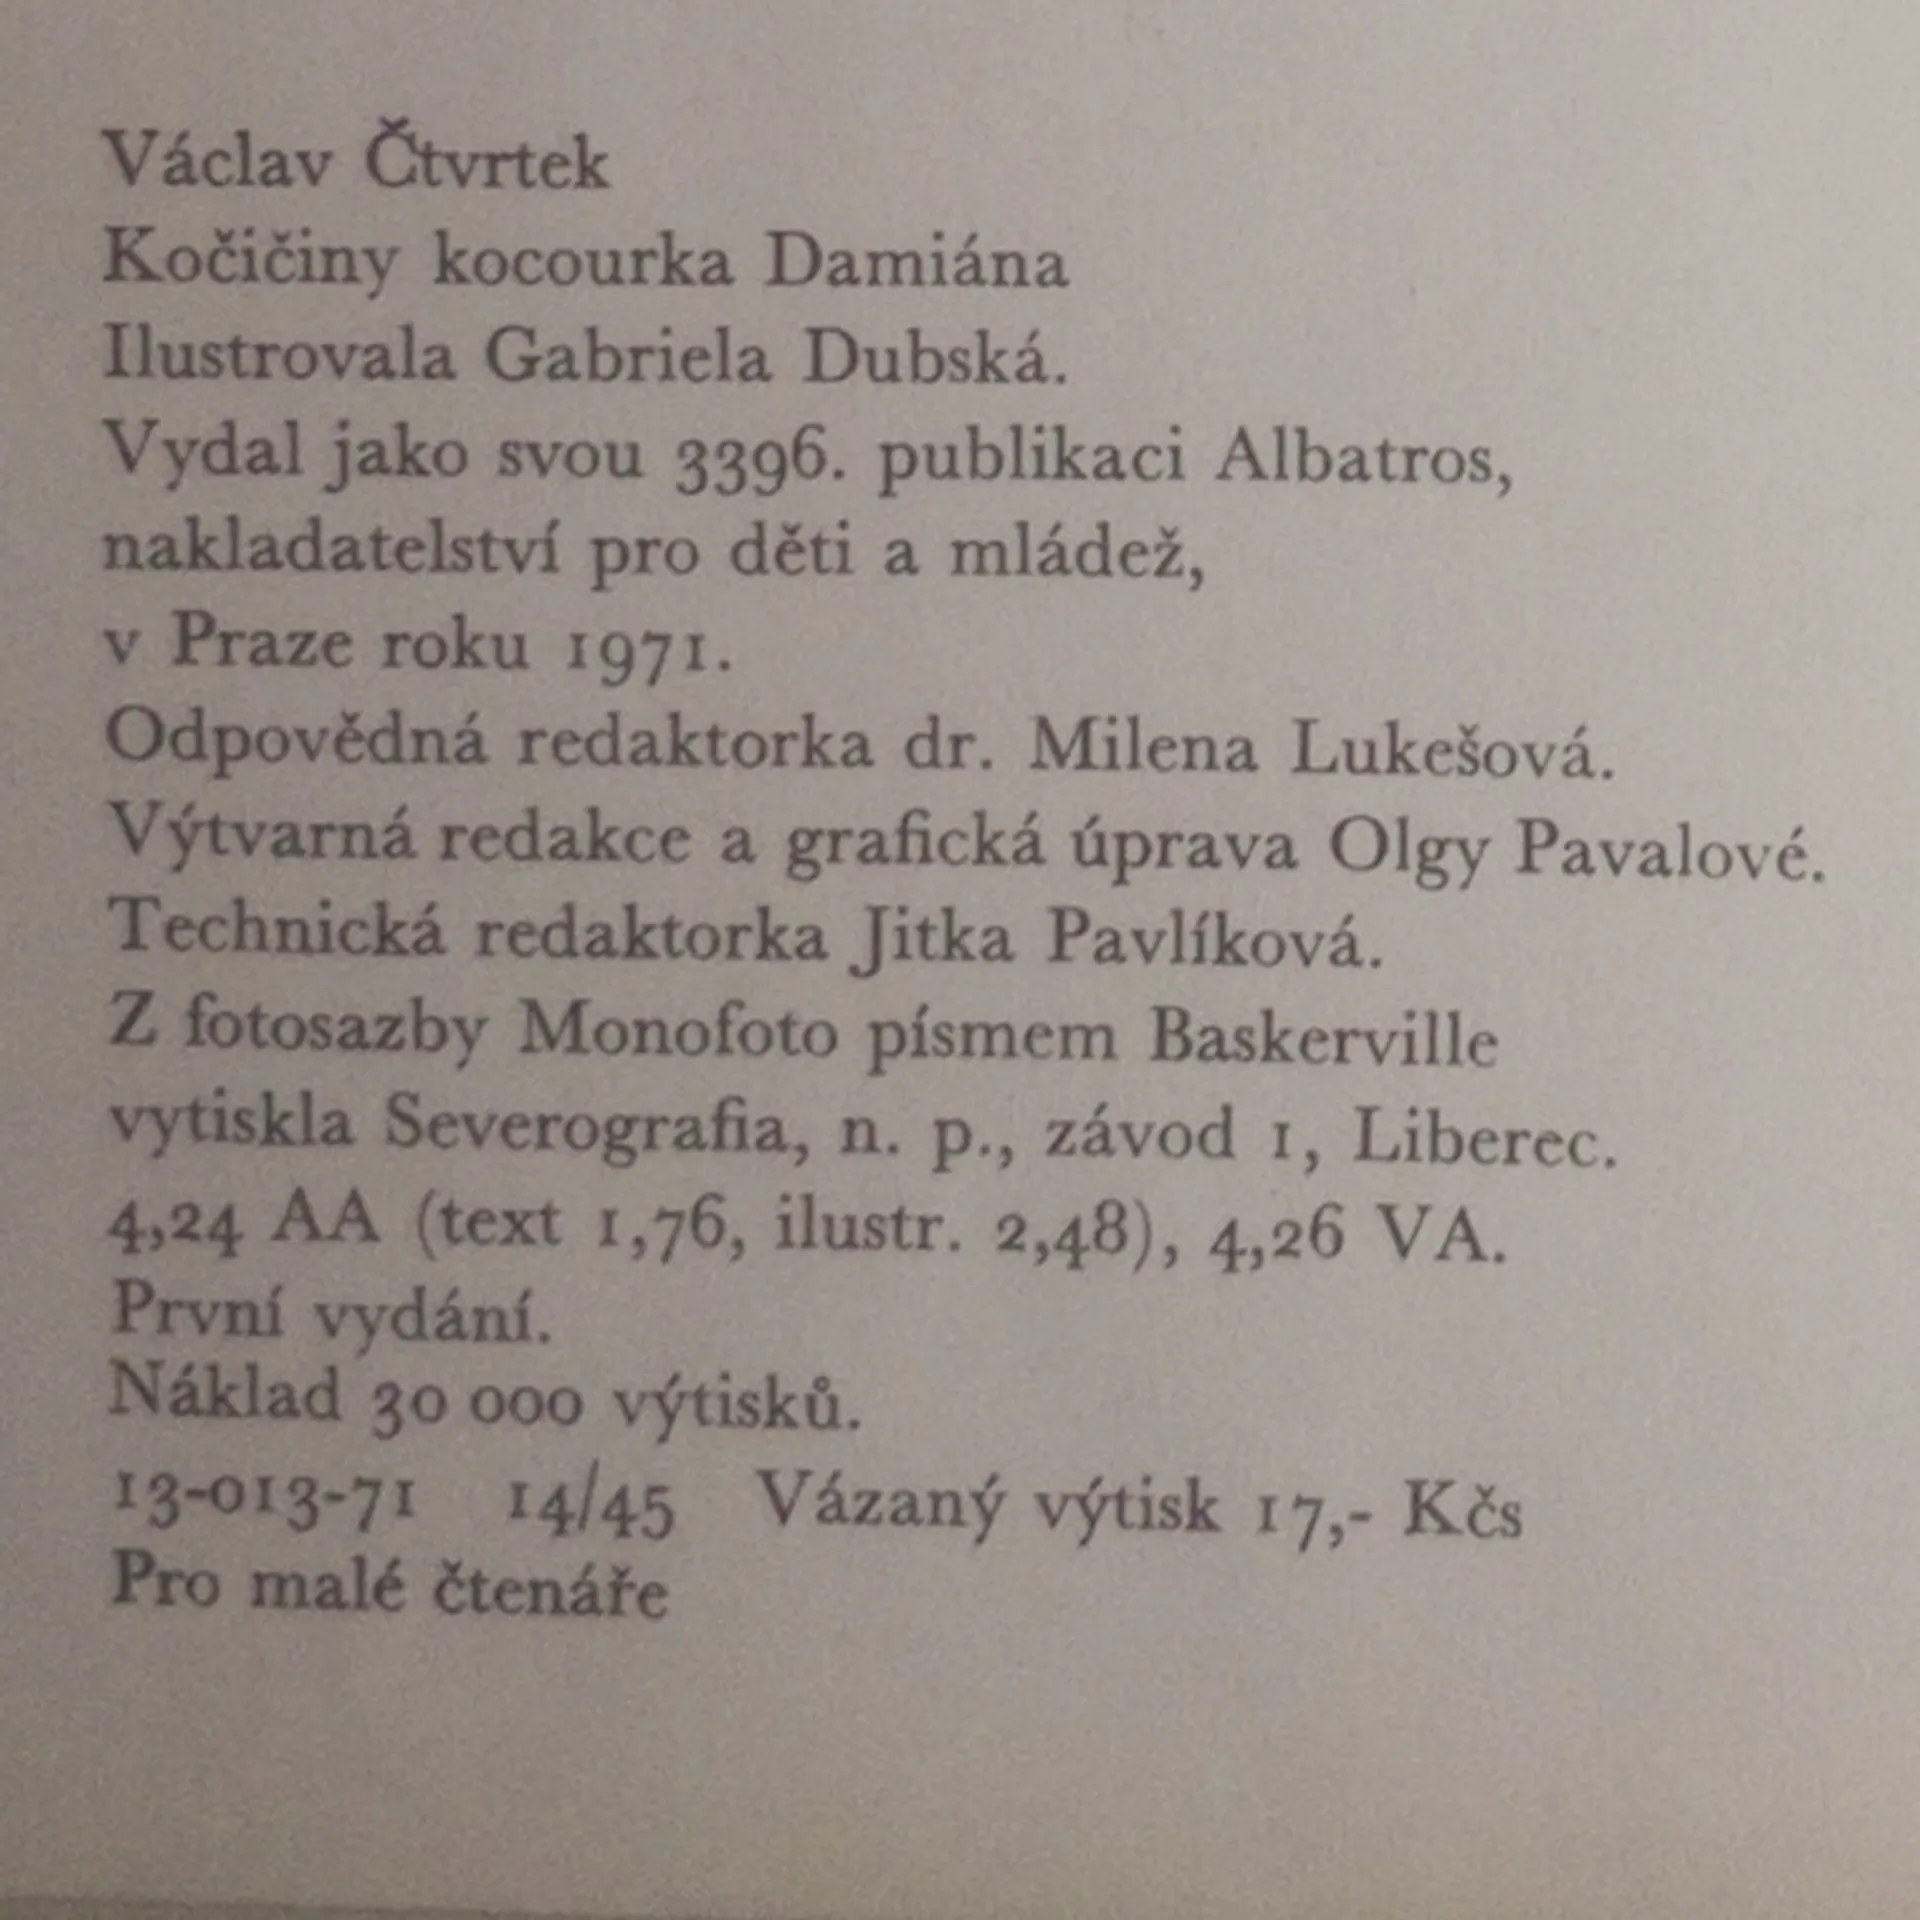 Václav Čtvrtek
Kočičiny kocourka Damiána
Ilustrovala Gabriela Dubská.
Vydal jako svou 3396. publikaci Albatros,
nakladatelství pro děti a mládež,
v Praze roku 1971.
Odpovědná redaktorka dr. Milena Lukešová.
Výtvarná redakce a grafická úprava Olgy Pavalové.
Technická redaktorka Jitka Pavlíková.
Z fotosazby Monofoto písmem Baskerville
vytiskla Severografia, n. p., závod 1, Liberec.
4,24 AA (text 1,76, ilustr. 2,48), 4,26 VA.
První vydání.
Náklad 30 000 výtisků.
13-013-71 14/45 Vázaný výtisk 17,- Kčs
Pro malé čtenáře